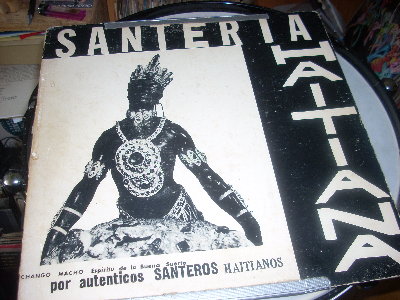 SANTERIA
HAITIANA
CHANGO MACHO Espiritu de la Buena Suerte
por autenticos SANTEROS HAITIANOS